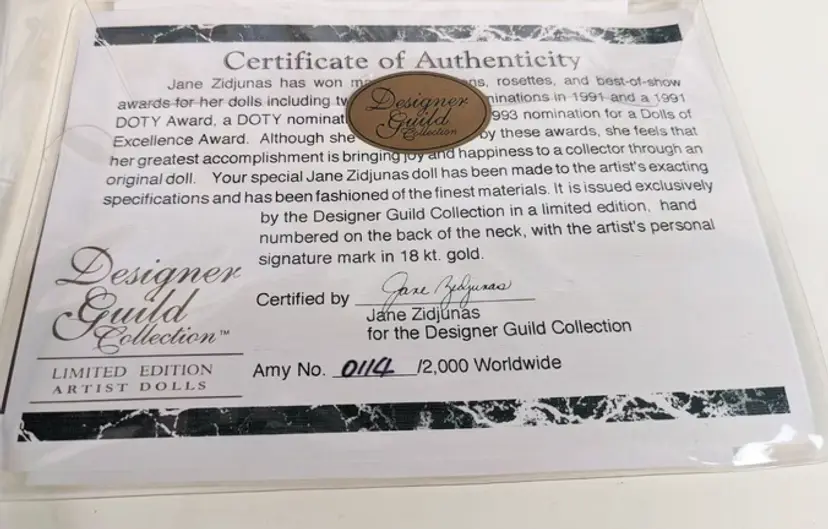 Certificate of Authenticity
Jane Zidjunas has won ns, rosettes, and best-of-show
awards for her dolls including tw minations in 1991 and a 1991
DOTY Award, a DOTY nominat 993 nomination for a Dolls of
Excellence Award. Although she by these awards, she feels that
her greatest accomplishment is bringing joy and happiness to a collector through an
original doll. Your special Jane Zidjunas doll has been made to the artist's exacting
specifications and has been fashioned of the finest materials. It is issued exclusively
by the Designer Guild Collection in a limited edition, hand
numbered on the back of the neck, with the artist's personal
signature mark in 18 kt. gold.
Designer
Guild
Collection
Designer
Guild
Collection™
LIMITED EDITION
ARTIST DOLLS
Certified by Jane Zidjunas
Jane Zidjunas
for the Designer Guild Collection
Amy No. 0114 /2,000 Worldwide